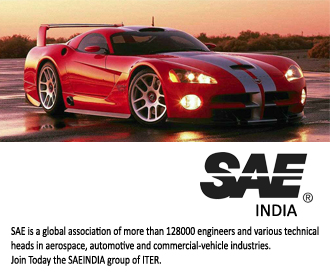 SAE
®
INDIA
SAE is a global association of more than 128000 engineers and various technical
heads in aerospace, automotive and commercial-vehicle industries.
Join Today the SAEINDIA group of ITER.